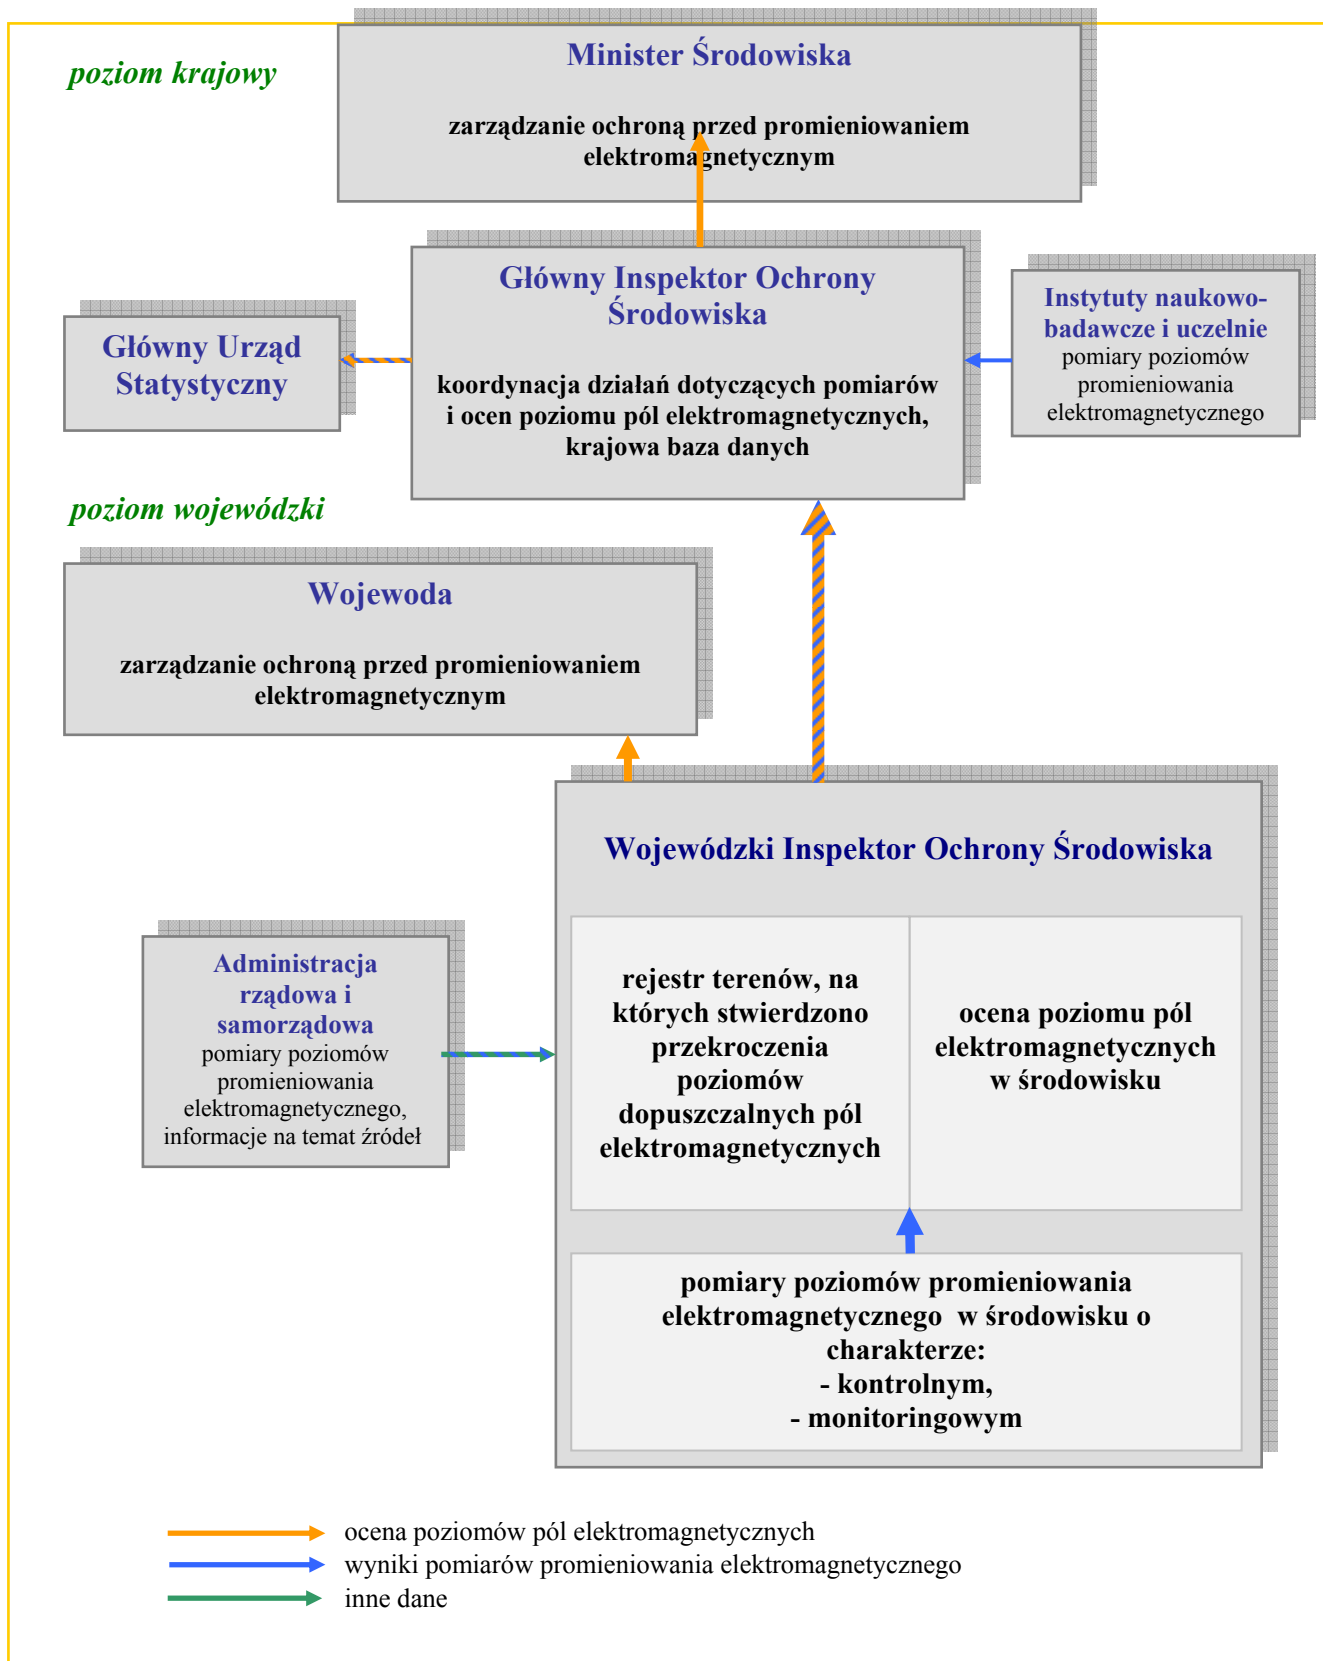 poziom krajowy
Minister Środowiska
zarządzanie ochroną przed promieniowaniem
elektromagnetycznym
Główny Inspektor Ochrony
Środowiska
koordynacja działań dotyczących pomiarów
i ocen poziomu pól elektromagnetycznych,
krajowa baza danych
Główny Urząd
Statystyczny
Instytuty naukowo-
badawcze i uczelnie
pomiary poziomów
promieniowania
elektromagnetycznego
poziom wojewódzki
Wojewoda
zarządzanie ochroną przed promieniowaniem
elektromagnetycznym
Wojewódzki Inspektor Ochrony Środowiska
Administracja
rządowa i
samorządowa
pomiary poziomów
promieniowania
elektromagnetycznego,
informacje na temat źródeł
rejestr terenów, na
których stwierdzono
przekroczenia
poziomów
dopuszczalnych pól
elektromagnetycznych
ocena poziomu pól
elektromagnetycznych
w środowisku
pomiary poziomów promieniowania
elektromagnetycznego  w środowisku o
charakterze:
- kontrolnym,
- monitoringowym
ocena poziomów pól elektromagnetycznych
wyniki pomiarów promieniowania elektromagnetycznego
inne dane